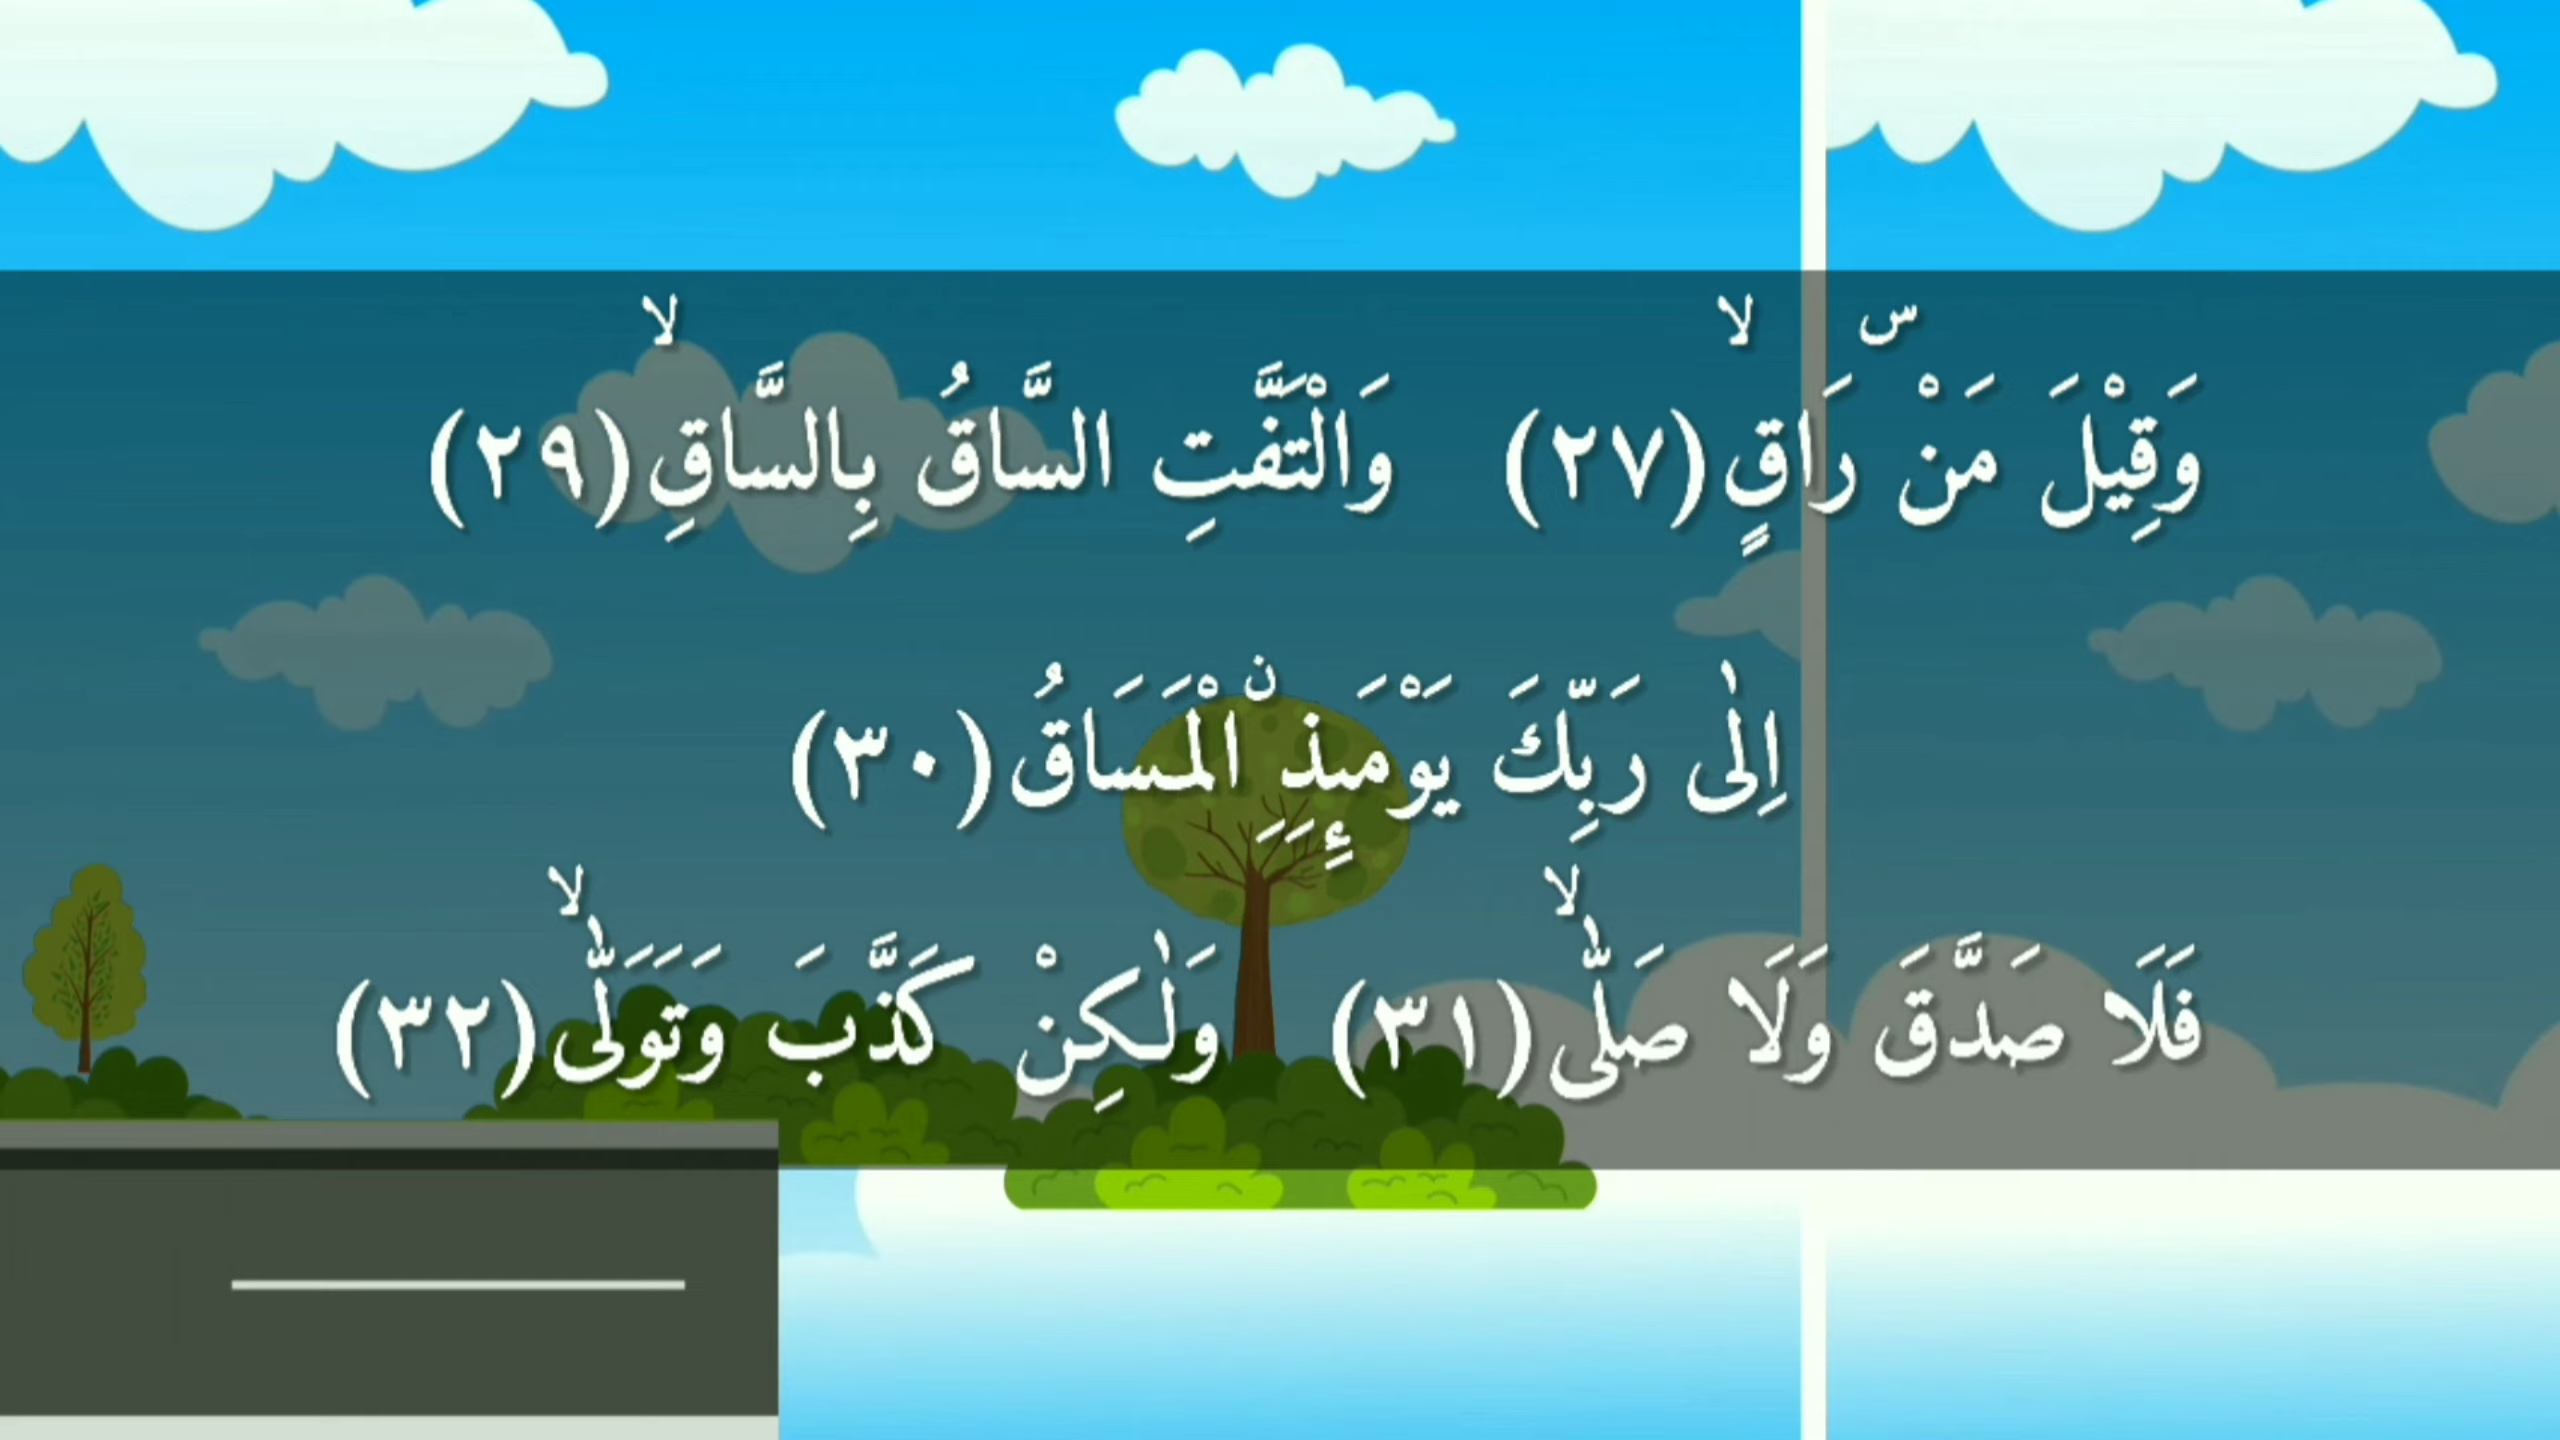 وَقِيْلَ مَنْ ۜ رَاقٍ ۙ (٢٧) وَالْتَفَّتِ السَّاقُ بِالسَّاقِ ۙ (٢٩)
اِلٰى رَبِّكَ يَوْمَىِٕذِ ِۨالْمَسَاقُ (٣٠)
فَلَا صَدَّقَ وَلَا صَلّٰى ۙ (٣١) وَلٰكِنْ كَذَّبَ وَتَوَلّٰى ۙ (٣٢)